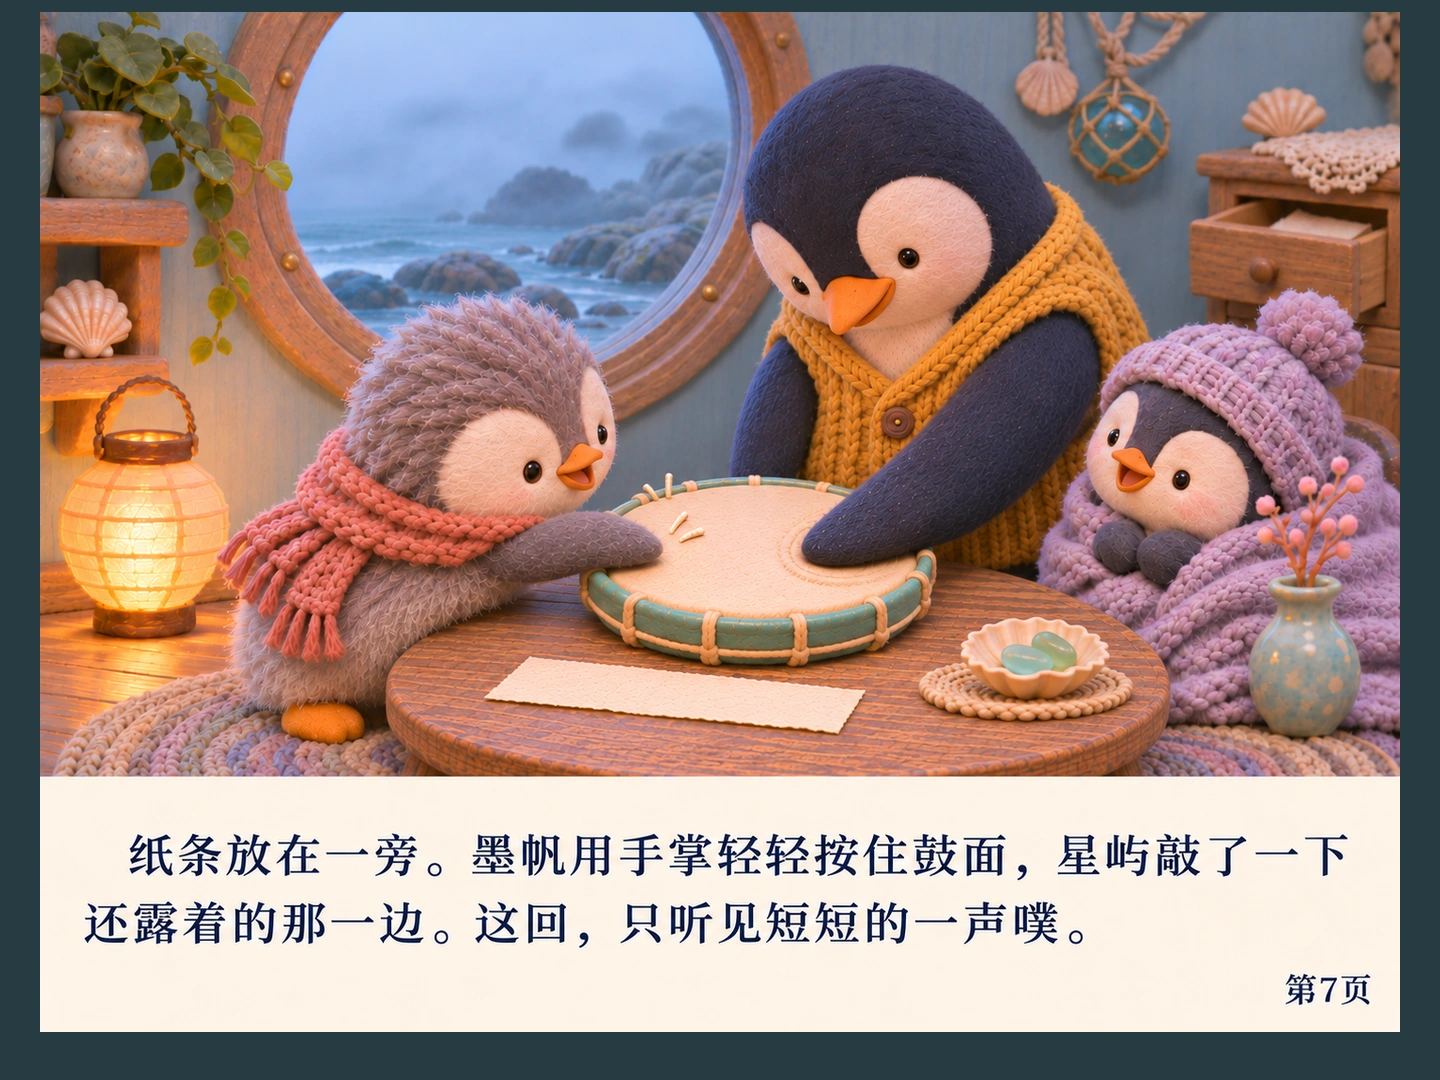 纸条放在一旁。墨帆用手掌轻轻按住鼓面，星屿敲了一下
还露着的那一边。这回，只听见短短的一声噗。
第7页